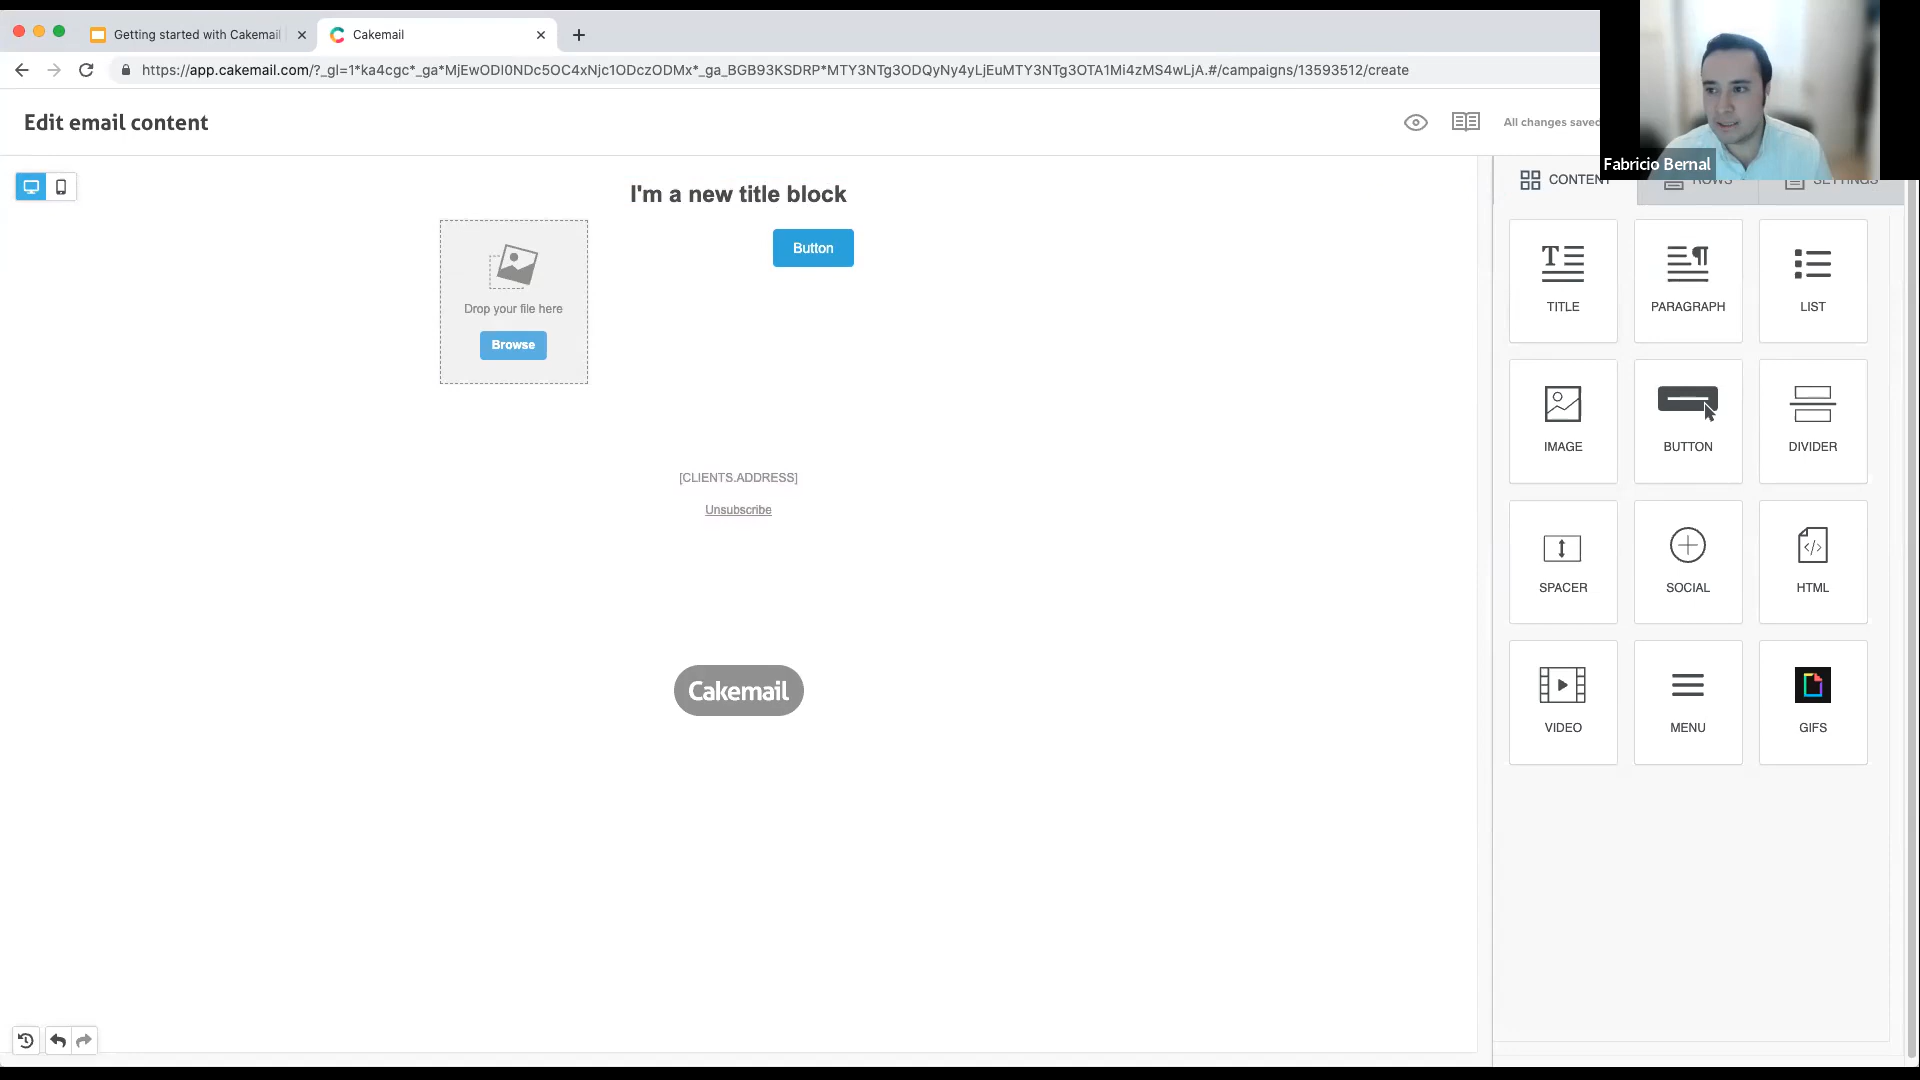 Getting started with Cakemail
Cakemail
https://app.cakemail.com/?_gl=1*ka4cgc*_ga*MjEwODI0NDc5OC4xNjc1ODczODMx*_ga_BGB93KSDRP*MTY3NTg3ODQyNy4yLjEuMTY3NTg3OTA1Mi4zMS4wLjA.#/campaigns/13593512/create
Edit email content
All changes saved
Fabricio Bernal
CONTENT
ROWS
SETTINGS
I'm a new title block
Button
Drop your file here
Browse
[CLIENTS.ADDRESS]
Unsubscribe
Cakemail
TITLE
PARAGRAPH
LIST
IMAGE
BUTTON
DIVIDER
SPACER
SOCIAL
HTML
VIDEO
MENU
GIFS